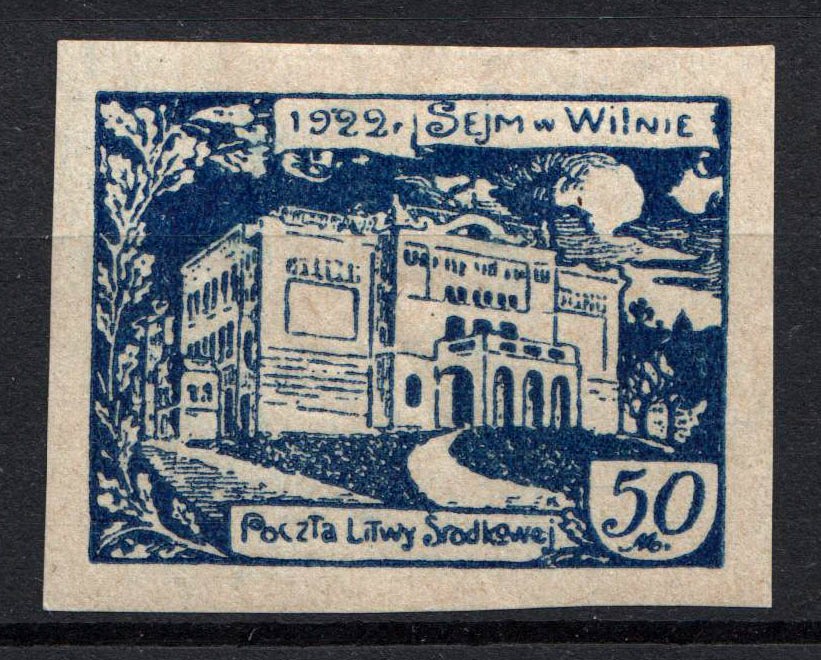 1922 r. SEJM w WILNIE
Poczta Litwy Środkowej
50
M.